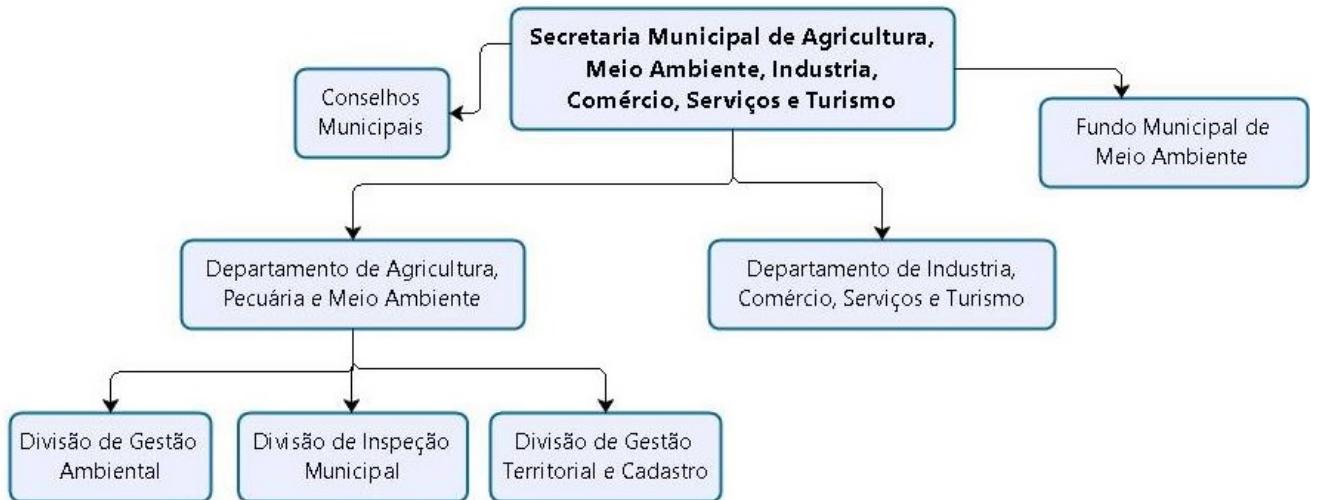 Secretaria Municipal de Agricultura,
Meio Ambiente, Industria,
Comércio, Serviços e Turismo
Conselhos
Municipais
Fundo Municipal de
Meio Ambiente
Departamento de Agricultura,
Pecuária e Meio Ambiente
Departamento de Industria,
Comércio, Serviços e Turismo
Divisão de Gestão
Ambiental
Divisão de Inspeção
Municipal
Divisão de Gestão
Territorial e Cadastro